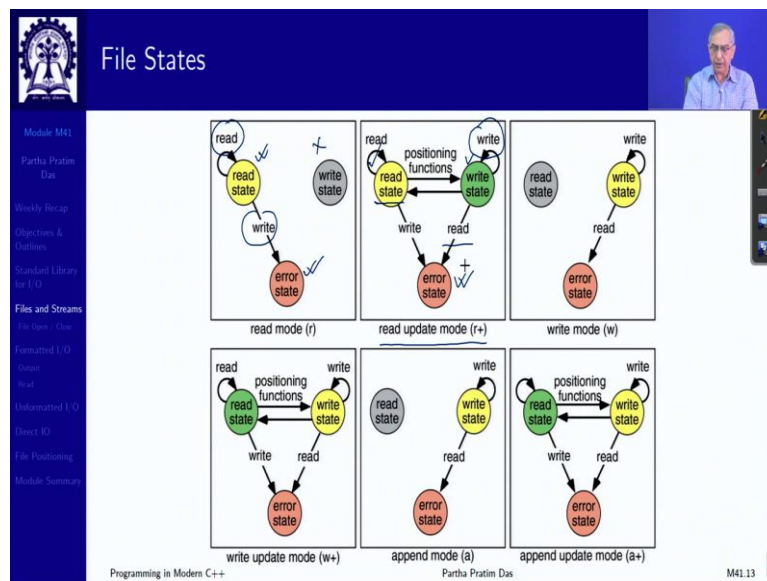 File States
Module M41
Partha Pratim
Das
Weekly Recap
Objectives &
Outlines
Standard Library
for I/O
Files and Streams
File Open / Close
Formatted I/O
Output
Read
Unformatted I/O
Direct IO
File Positioning
Module Summary
read
read
state
write
state
write
error
state
read mode (r)
read
write
positioning
functions
read
state
write
state
write
read
+
error
state
read update mode (r+)
write
read
state
write
state
read
error
state
write mode (w)
read
write
positioning
functions
read
state
write
state
write
read
error
state
write update mode (w+)
write
read
state
write
state
read
error
state
append mode (a)
read
write
positioning
functions
read
state
write
state
write
read
error
state
append update mode (a+)
Programming in Modern C++
Partha Pratim Das
M41.13